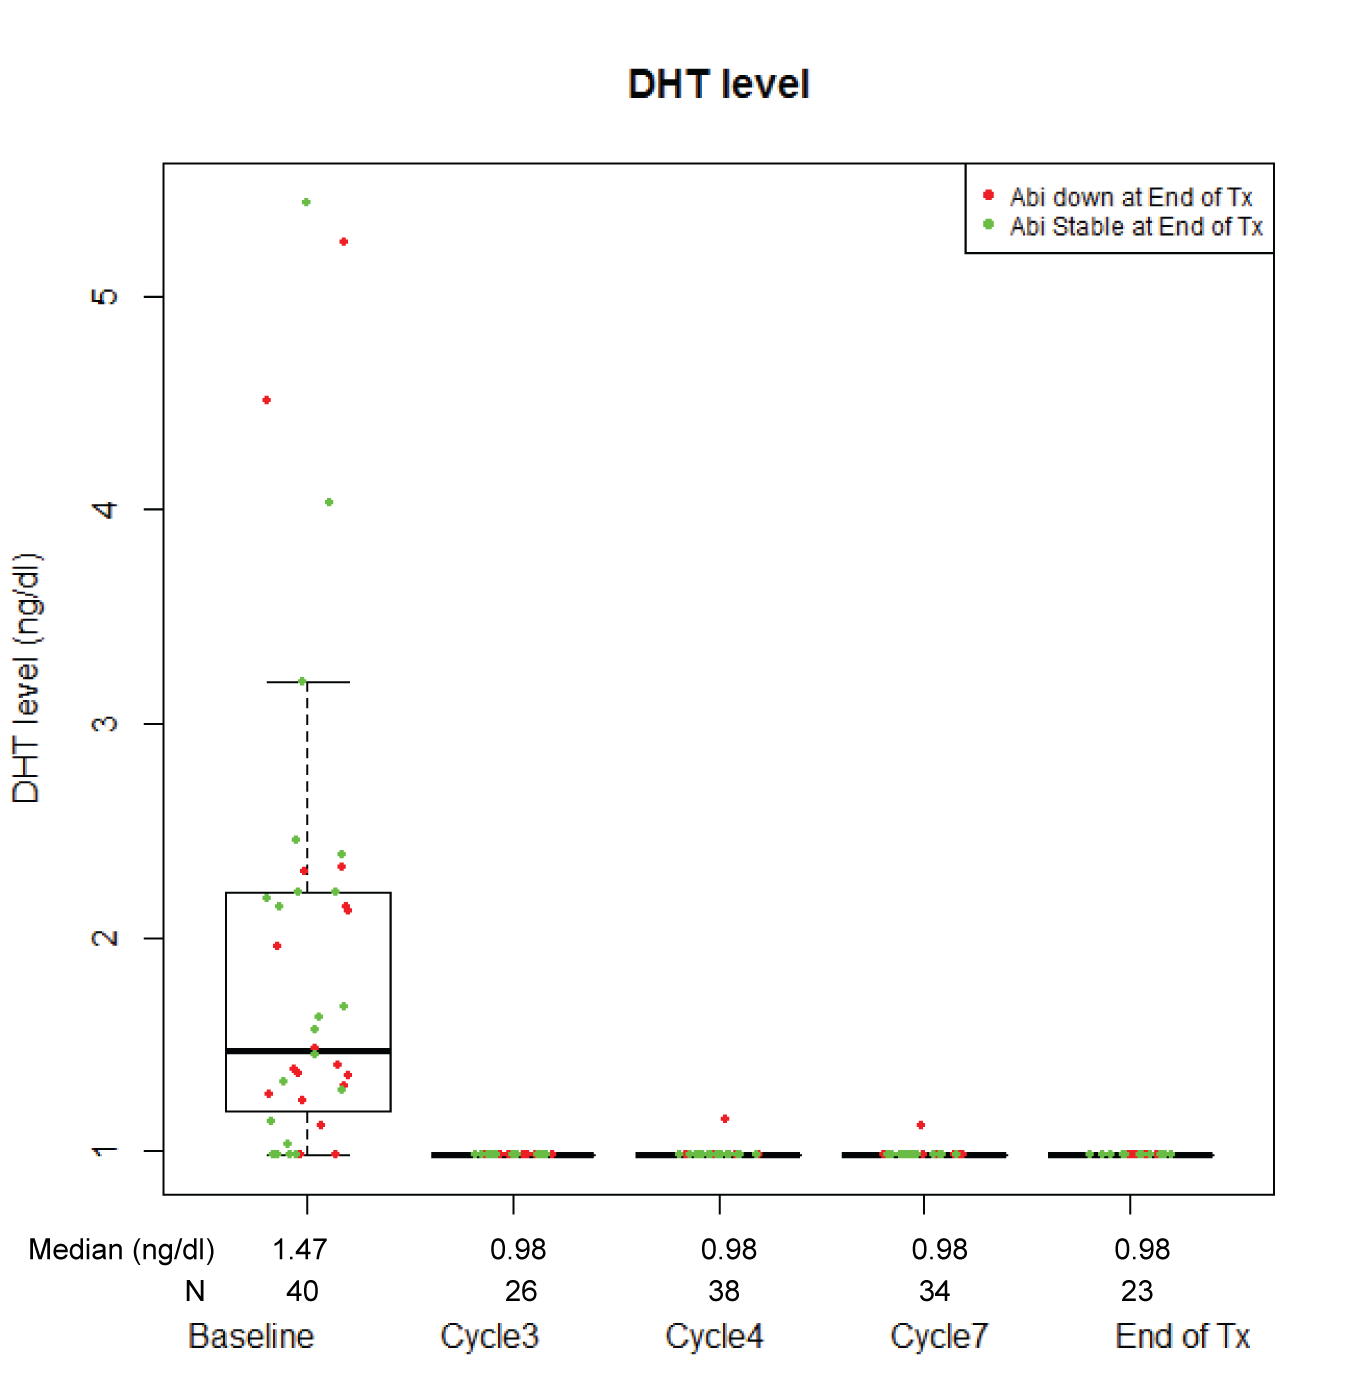 DHT level
Abi down at End of Tx
Abi Stable at End of Tx
DHT level (ng/dl)
5
4
3
2
1
Median (ng/dl) 1.47 0.98 0.98 0.98 0.98
N 40 26 38 34 23
Baseline Cycle3 Cycle4 Cycle7 End of Tx